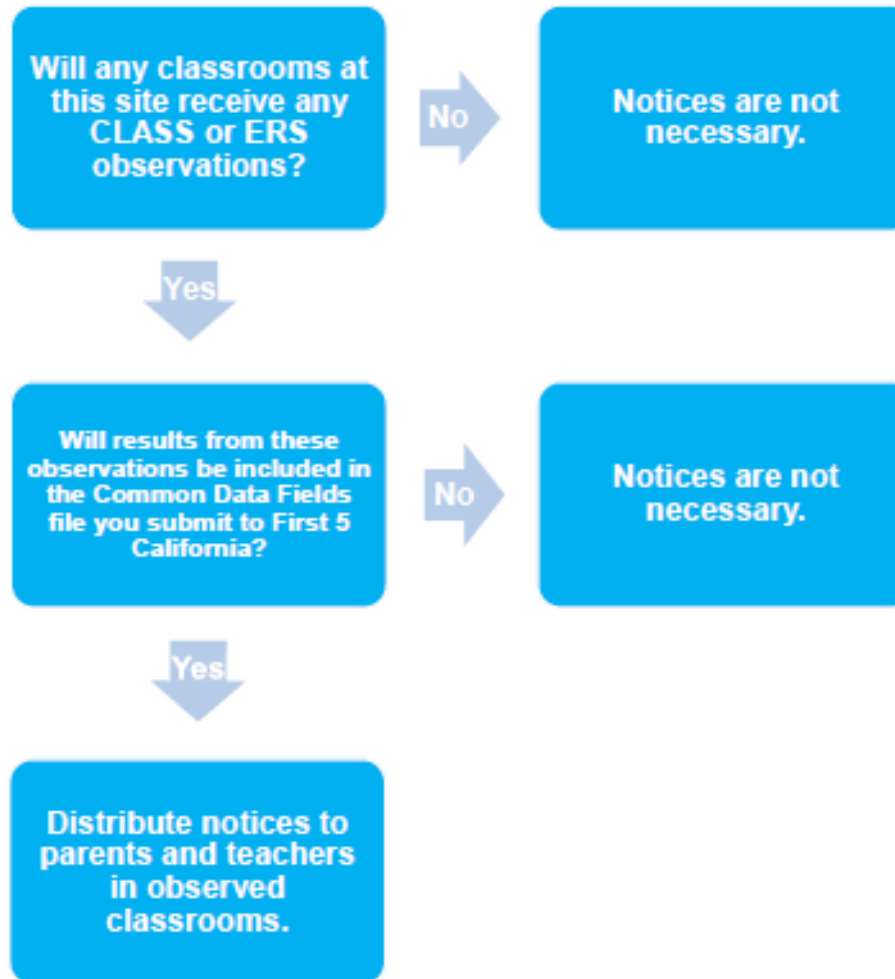 Will any classrooms at
this site receive any
CLASS or ERS
observations?
No
Notices are not
necessary.
Yes
Will results from these
observations be included in
the Common Data Fields
file you submit to First 5
California?
No
Notices are not
necessary.
Yes
Distribute notices to
parents and teachers
in observed
classrooms.